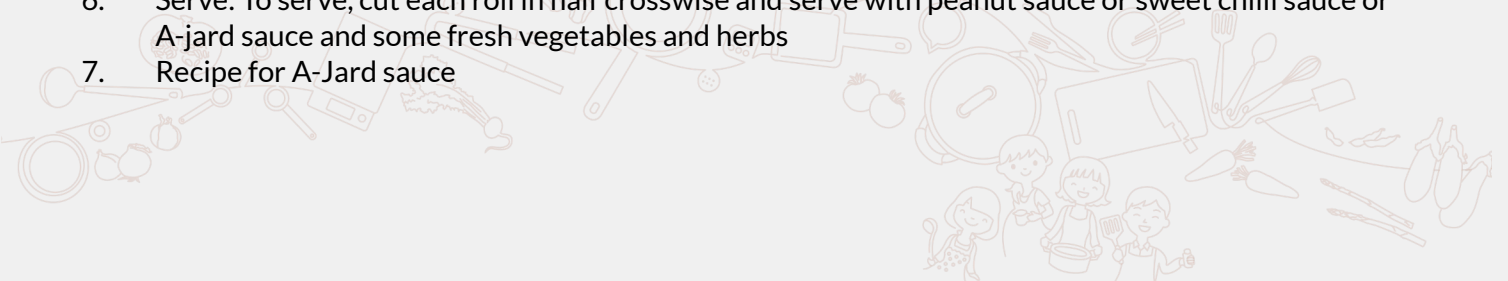 6. Serve: To serve, cut each roll in half crosswise and serve with peanut sauce or sweet chilli sauce or
A-jard sauce and some fresh vegetables and herbs
7. Recipe for A-Jard sauce